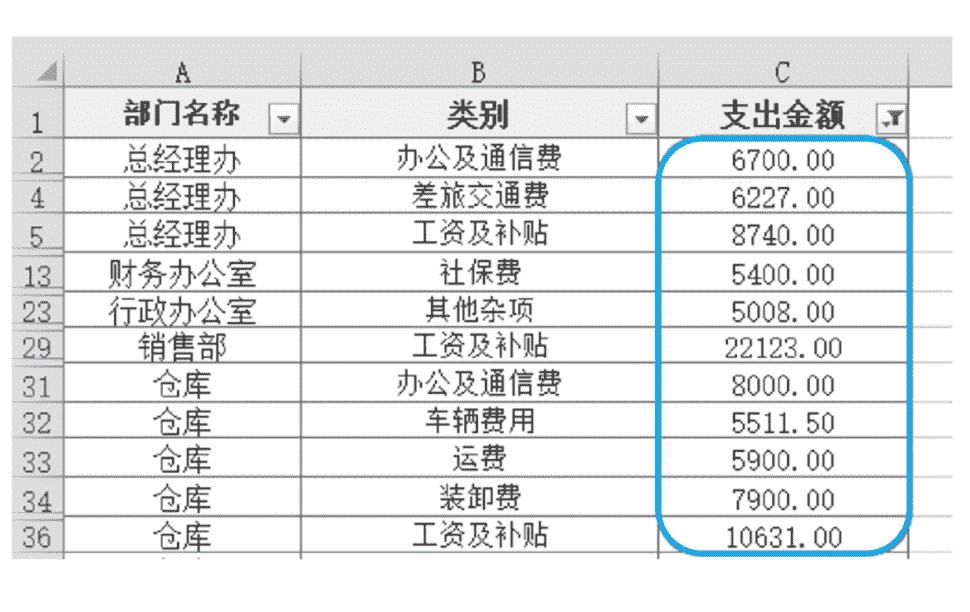 A B C
1 部门名称 类别 支出金额
2 总经理办 办公及通信费 6700.00
4 总经理办 差旅交通费 6227.00
5 总经理办 工资及补贴 8740.00
13 财务办公室 社保费 5400.00
23 行政办公室 其他杂项 5008.00
29 销售部 工资及补贴 22123.00
31 仓库 办公及通信费 8000.00
32 仓库 车辆费用 5511.50
33 仓库 运费 5900.00
34 仓库 装卸费 7900.00
36 仓库 工资及补贴 10631.00